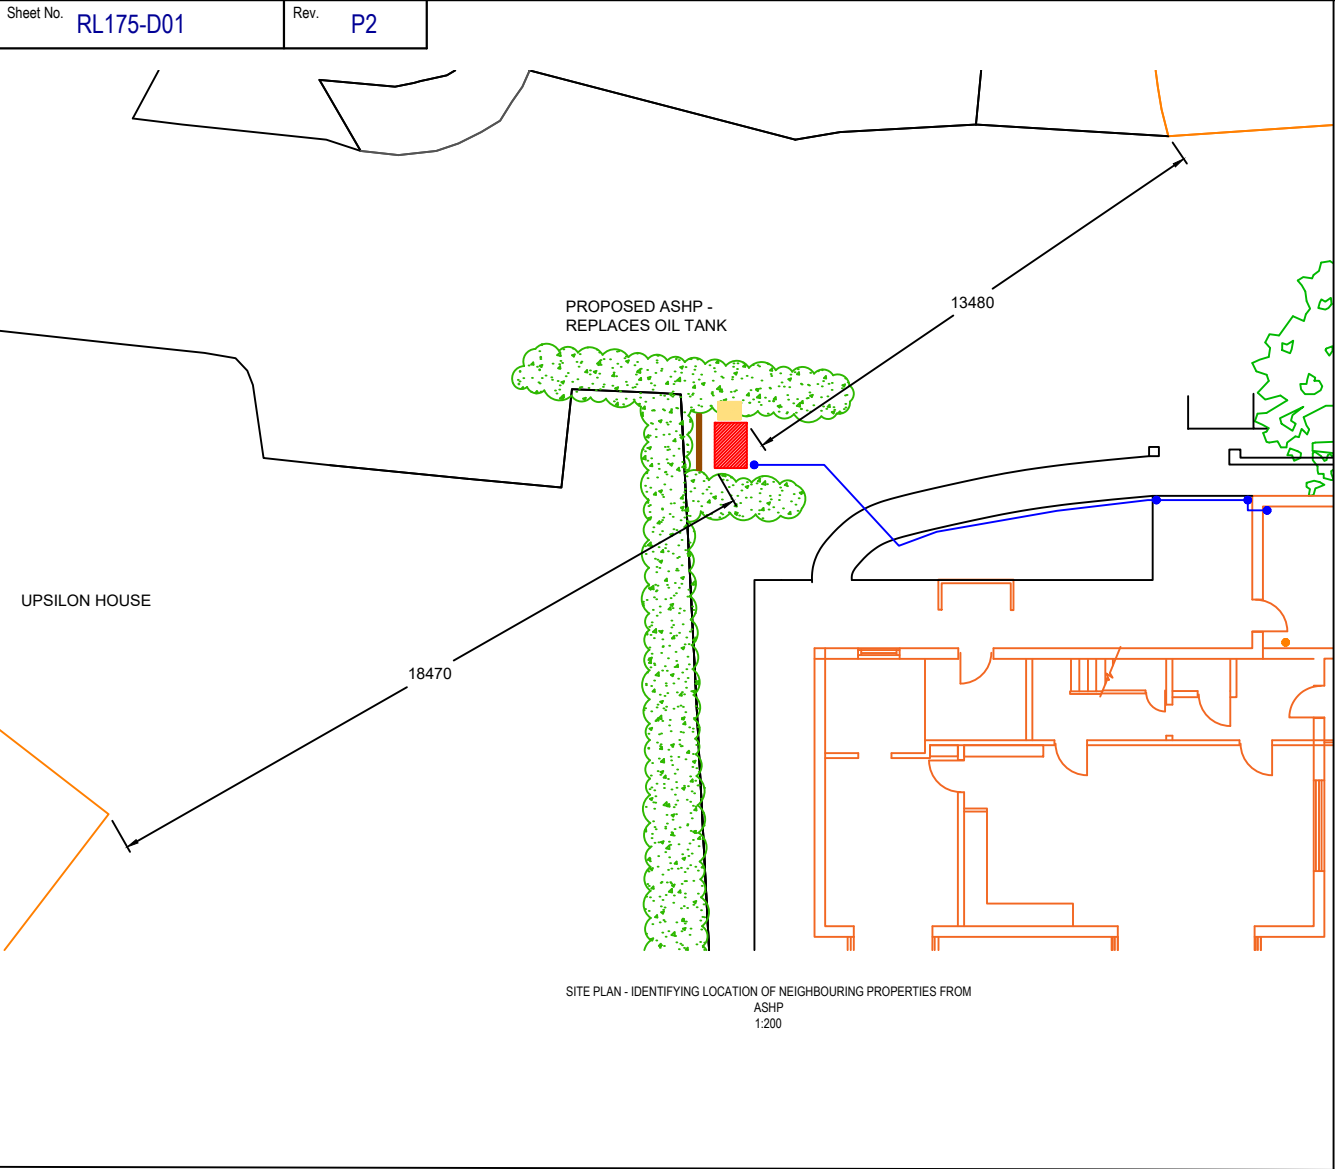 Sheet No. RL175-D01 Rev. P2
PROPOSED ASHP -
REPLACES OIL TANK
13480
UPSILON HOUSE
18470
SITE PLAN - IDENTIFYING LOCATION OF NEIGHBOURING PROPERTIES FROM
ASHP
1:200